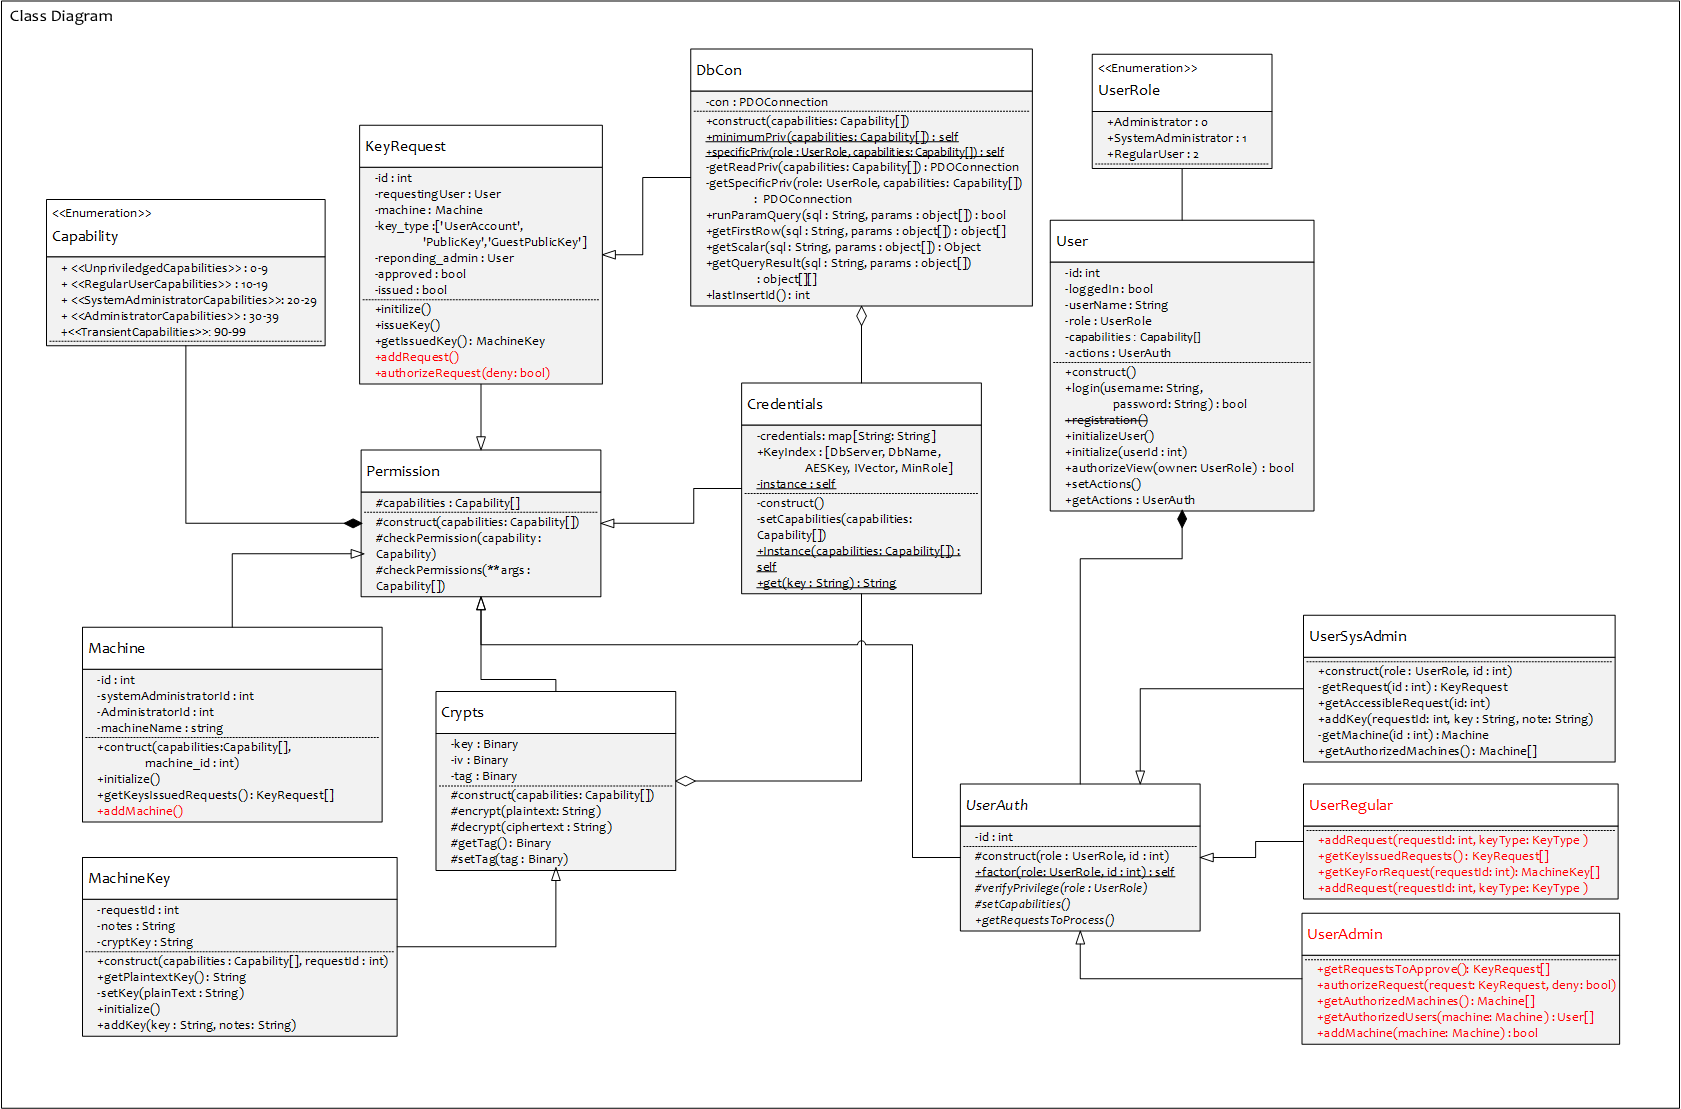 Class Diagram
DbCon
-con : PDOConnection
+construct(capabilities: Capability[])
+minimumPriv(capabilities: Capability[]) : self
+specificPriv(role : UserRole, capabilities: Capability[]) : self
-getReadPriv(capabilities: Capability[]) : PDOConnection
-getSpecificPriv(role: UserRole, capabilities: Capability[])
: PDOConnection
+runParamQuery(sql : String, params : object[]) : bool
+getFirstRow(sql : String, params : object[]) : object[]
+getScalar(sql : String, params : object[]) : Object
+getQueryResult(sql : String, params : object[])
: object[][]
+lastInsertId() : int
<<Enumeration>>
UserRole
+Administrator : 0
+SystemAdministrator : 1
+RegularUser : 2
KeyRequest
-id : int
-requestingUser : User
-machine : Machine
-key_type :['UserAccount',
'PublicKey','GuestPublicKey']
-reponding_admin : User
-approved : bool
-issued : bool
+initilize()
+issueKey()
+getIssuedKey() : MachineKey
+addRequest()
+authorizeRequest(deny: bool)
<<Enumeration>>
Capability
+ <<UnpriviledgedCapabilities>> : 0-9
+ <<RegularUserCapabilities>> : 10-19
+ <<SystemAdministratorCapabilities>>: 20-29
+ <<AdministratorCapabilities>> : 30-39
+<<TransientCapabilities>>: 90-99
User
-id: int
-loggedIn : bool
-userName : String
-role : UserRole
-capabilities : Capability[]
-actions : UserAuth
+construct()
+login(username: String,
password: String) : bool
+registration()
+initializeUser()
+initialize(userId : int)
+authorizeView(owner: UserRole) : bool
+setActions()
+getActions : UserAuth
Credentials
-credentials: map[String: String]
+KeyIndex : [DbServer, DbName,
AESKey, IVector, MinRole]
-instance : self
-construct()
-setCapabilities(capabilities:
Capability[])
+Instance(capabilities: Capability[]) :
self
+get(key : String) : String
Permission
#capabilities : Capability[]
#construct(capabilities: Capability[])
#checkPermission(capability :
Capability)
#checkPermissions(**args :
Capability[])
Machine
-id : int
-systemAdministratorId : int
-AdministratorId : int
-machineName : string
+contruct(capabilities:Capability[],
machine_id : int)
+initialize()
+getKeysIssuedRequests() : KeyRequest[]
+addMachine()
Crypts
-key : Binary
-iv : Binary
-tag : Binary
#construct(capabilities: Capability[])
#encrypt(plaintext: String)
#decrypt(ciphertext : String)
#getTag() : Binary
#setTag(tag : Binary)
MachineKey
-requestId : int
-notes : String
-cryptKey : String
+construct(capabilities : Capability[], requestId : int)
+getPlaintextKey() : String
-setKey(plainText : String)
+initialize()
+addKey(key : String, notes: String)
UserAuth
-id : int
#construct(role : UserRole, id : int)
+factor(role: UserRole, id : int) : self
#verifyPrivilege(role : UserRole)
#setCapabilities()
+getRequestsToProcess()
UserSysAdmin
+construct(role : UserRole, id : int)
-getRequest(id : int) : KeyRequest
+getAccessibleRequest(id: int)
+addKey(requestId: int, key : String, note: String)
-getMachine(id : int) : Machine
+getAuthorizedMachines() : Machine[]
UserRegular
+addRequest(requestId: int, keyType: KeyType )
+getKeyIssuedRequests() : KeyRequest[]
+getKeyForRequest(requestId: int): MachineKey[]
+addRequest(requestId: int, keyType: KeyType )
UserAdmin
+getRequestsToApprove(): KeyRequest[]
+authorizeRequest(request: KeyRequest, deny: bool)
+getAuthorizedMachines() : Machine[]
+getAuthorizedUsers(machine: Machine ) : User[]
+addMachine(machine: Machine) : bool